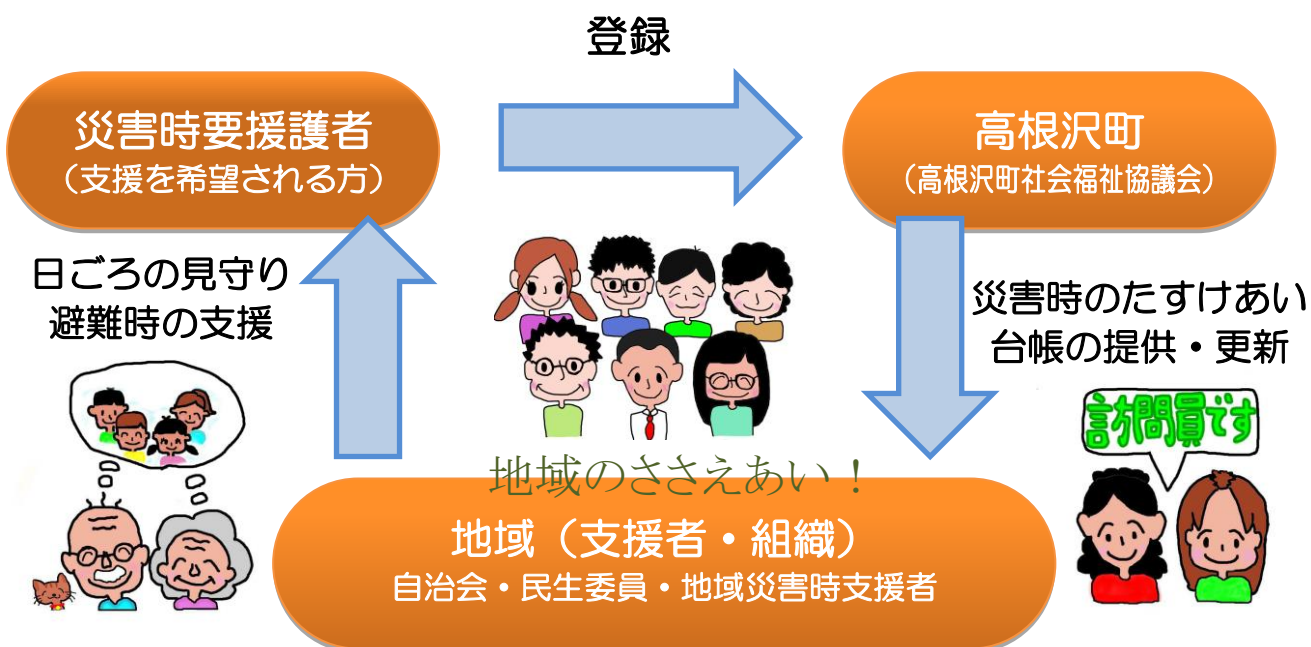 登録
災害時要援護者
（支援を希望される方）
高根沢町
（高根沢町社会福祉協議会）
日ごろの見守り
避難時の支援
災害時のたすけあい
台帳の提供・更新
訪問員です
地域のささえあい！
地域（支援者・組織）
自治会・民生委員・地域災害時支援者